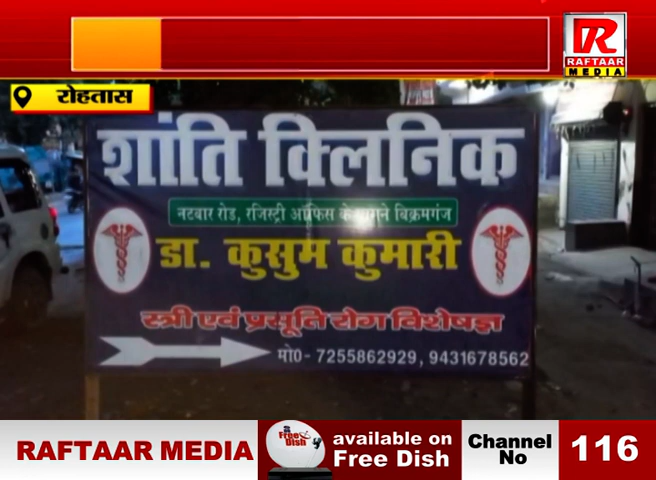 RAFTAAR
MEDIA
रोहतास
शांति क्लिनिक
नटवार रोड, रजिस्ट्री ऑफिस के सामने बिक्रमगंज
डा. कुसुम कुमारी
स्त्री एवं प्रसूति रोग विशेषज्ञ
मो0- 7255862929, 9431678562
RAFTAAR MEDIA
Free
Dish
available on
Free Dish
Channel
No
116